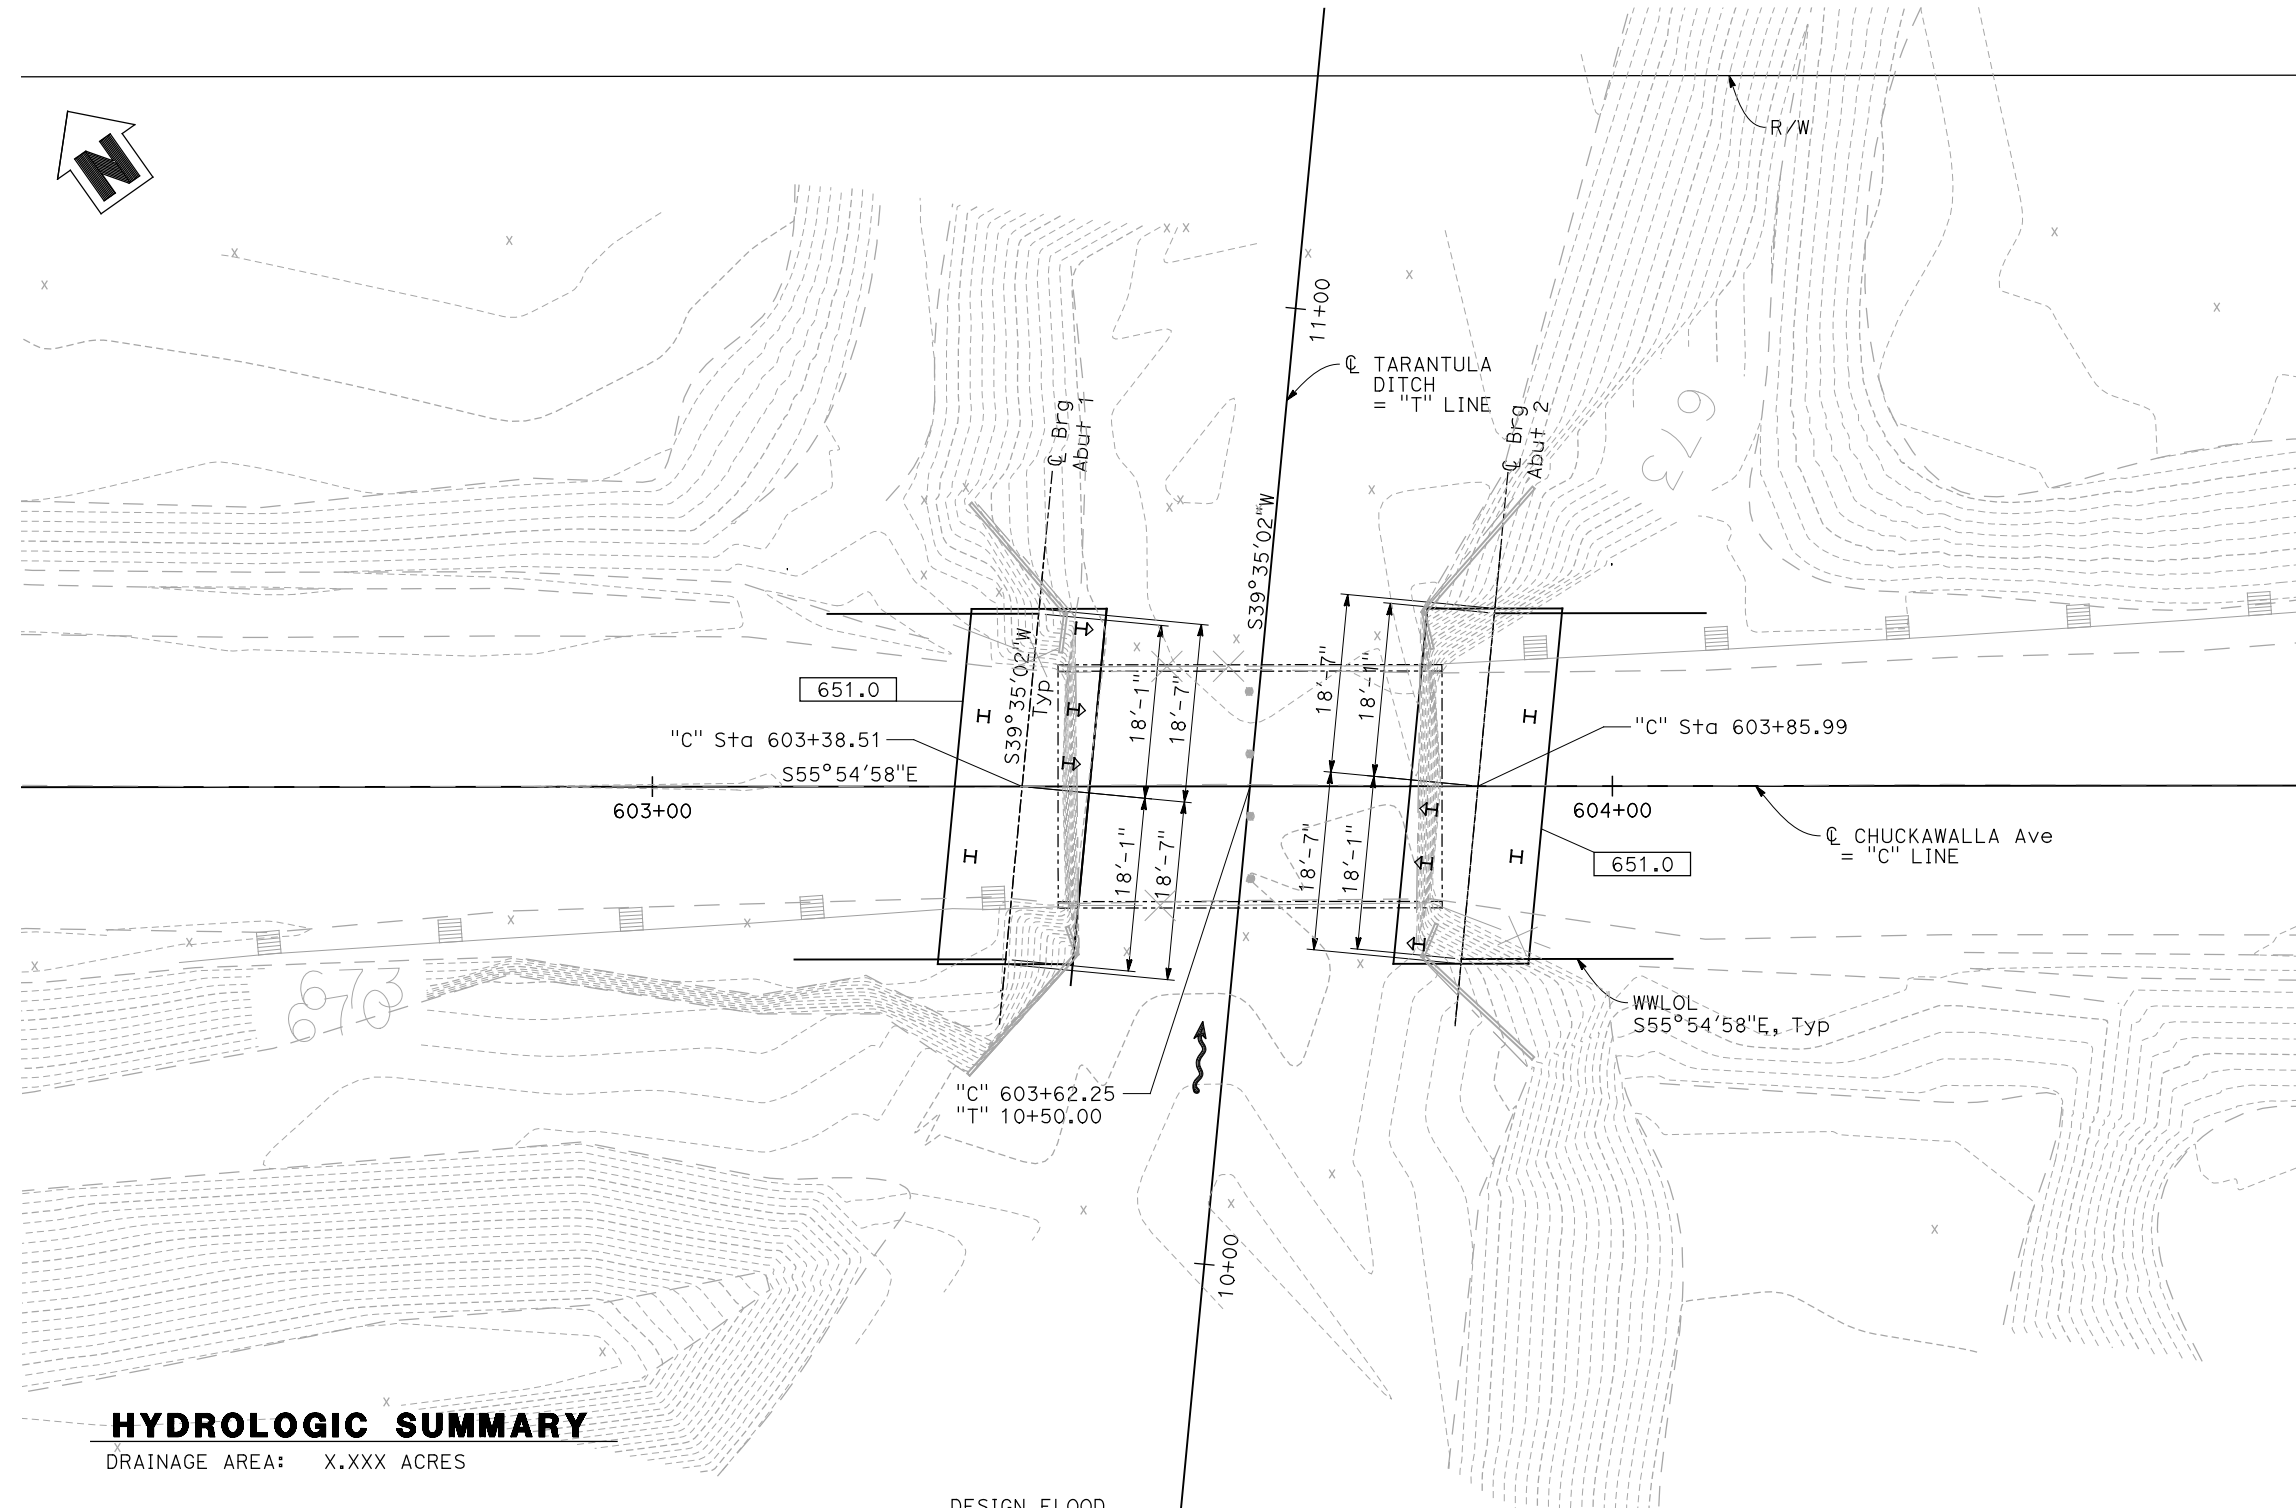 N
R/W
11+00
℄ TARANTULA
DITCH
= "T" LINE
℄ Brg
Abut 1
℄ Brg
Abut 2
673
S39°35'02"W
S39°35'02"W
Typ
651.0
18'-1"
18'-7"
18'-7"
18'-1"
"C" Sta 603+38.51
"C" Sta 603+85.99
S55°54'58"E
603+00
604+00
℄ CHUCKAWALLA Ave
= "C" LINE
18'-1"
18'-7"
18'-7"
18'-1"
651.0
673
670
WWLOL
S55°54'58"E, Typ
"C" 603+62.25
"T" 10+50.00
10+00
HYDROLOGIC SUMMARY
DRAINAGE AREA: X.XXX ACRES
DESIGN FLOOD